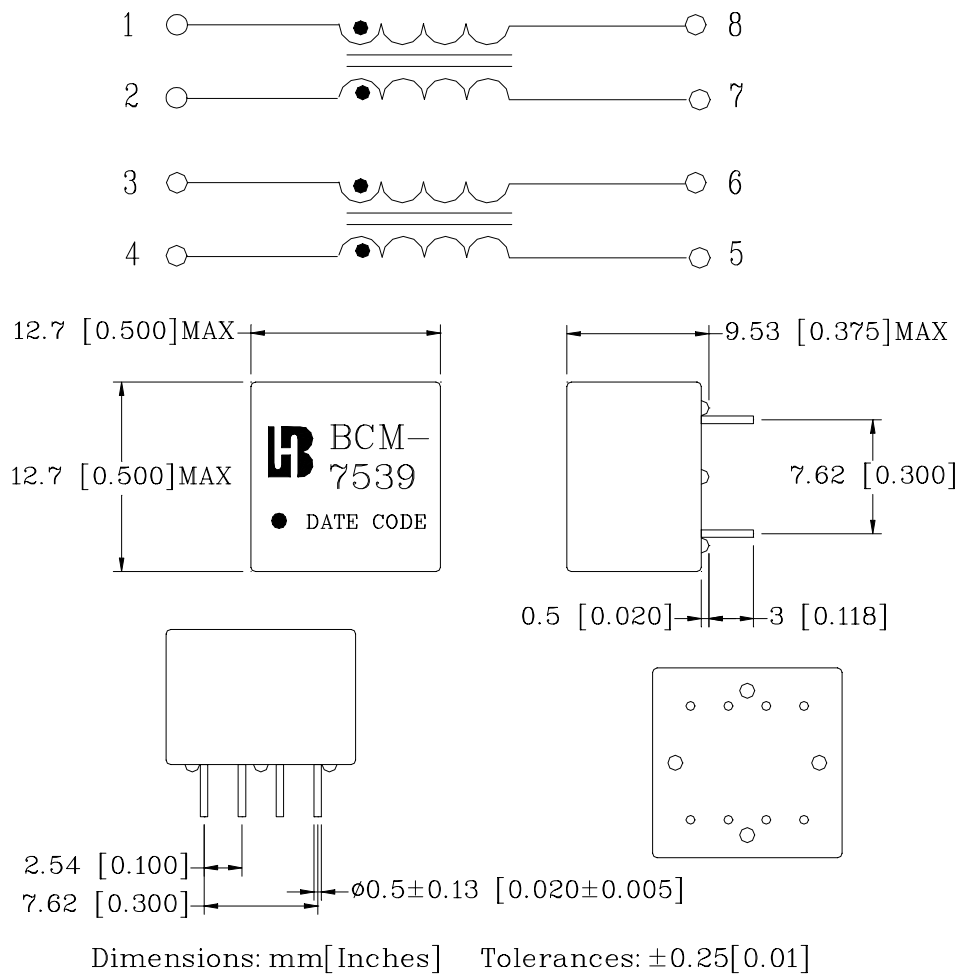 1 8
2 7
3 6
4 5
12.7 [0.500]MAX
9.53 [0.375]MAX
BCM-
7539
12.7 [0.500]MAX
7.62 [0.300]
DATE CODE
0.5 [0.020]
3 [0.118]
2.54 [0.100]
7.62 [0.300]
ø0.5±0.13 [0.020±0.005]
Dimensions: mm[Inches] Tolerances: ±0.25[0.01]